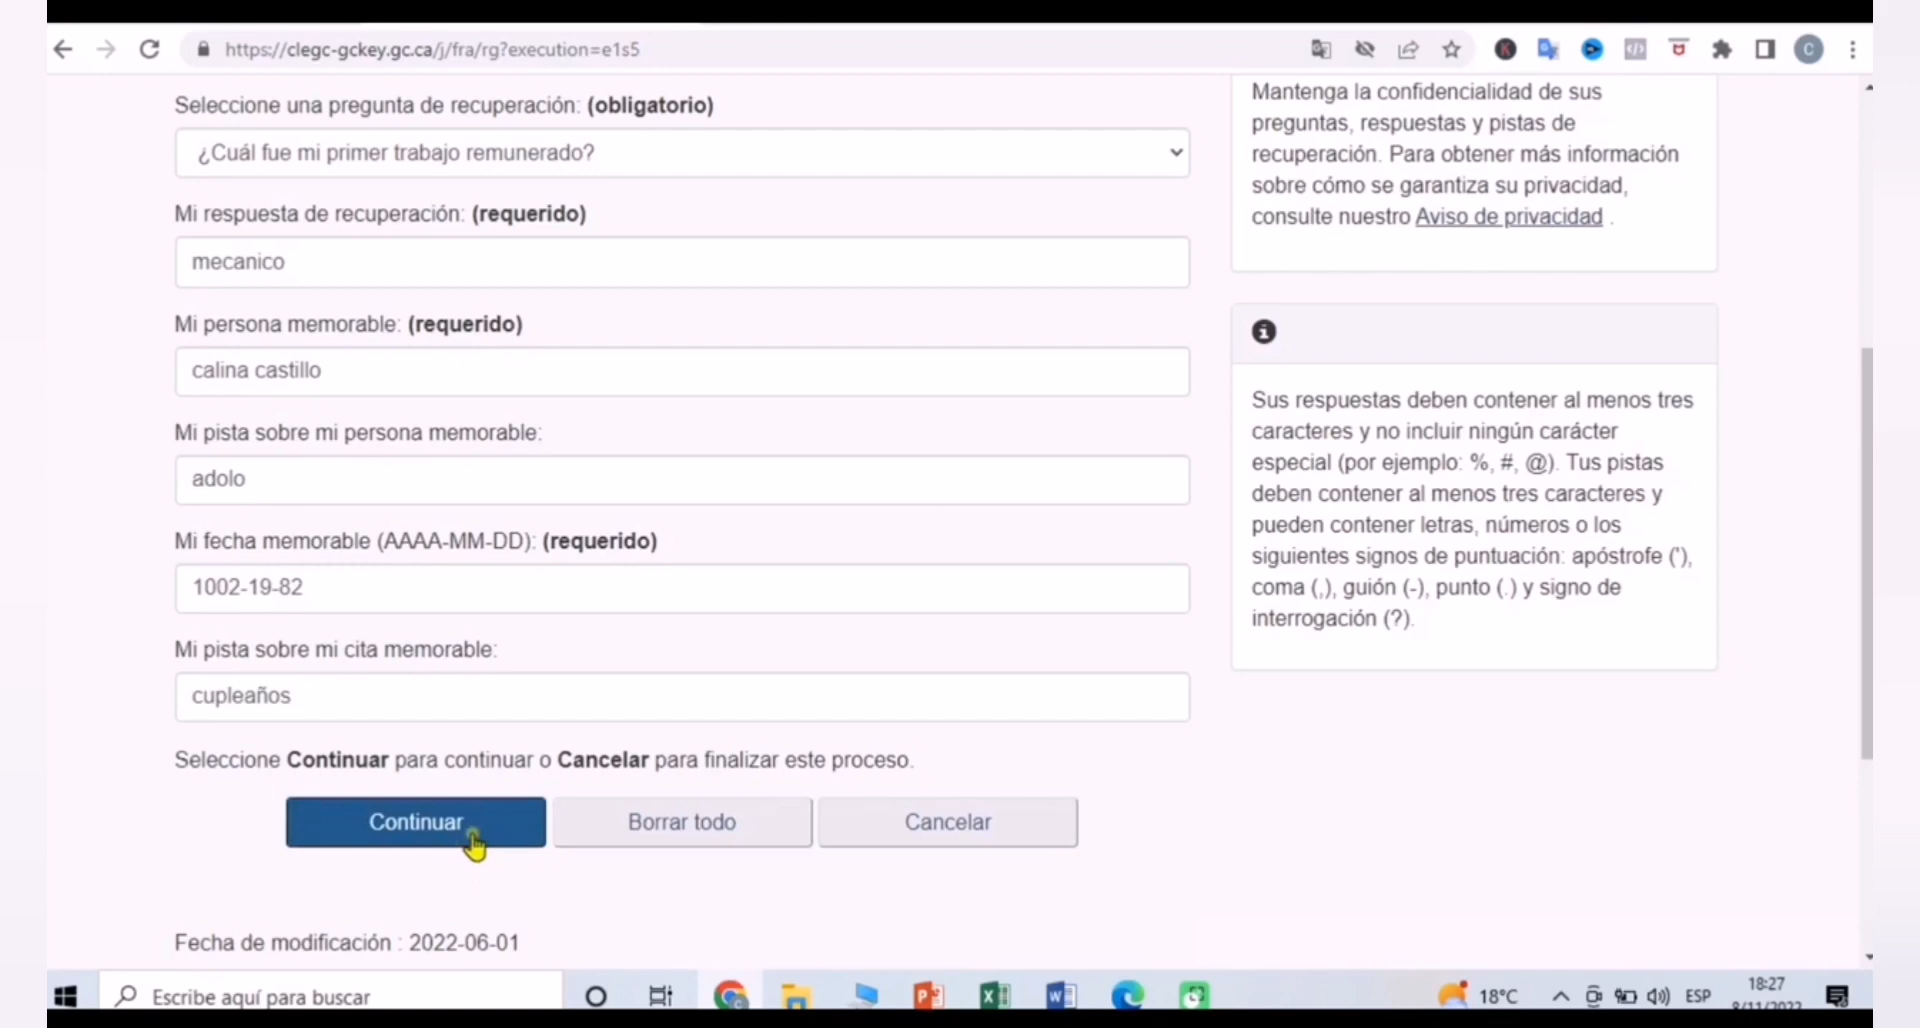 https://clegc-gckey.gc.ca/j/fra/rg?execution=e1s5
C
Seleccione una pregunta de recuperación: (obligatorio)
¿Cuál fue mi primer trabajo remunerado?
Mi respuesta de recuperación: (requerido)
mecanico
Mi persona memorable: (requerido)
calina castillo
Mi pista sobre mi persona memorable:
adolo
Mi fecha memorable (AAAA-MM-DD): (requerido)
1002-19-82
Mi pista sobre mi cita memorable:
cupleaños
Seleccione Continuar para continuar o Cancelar para finalizar este proceso.
Continuar
Borrar todo
Cancelar
Fecha de modificación : 2022-06-01
Mantenga la confidencialidad de sus
preguntas, respuestas y pistas de
recuperación. Para obtener más información
sobre cómo se garantiza su privacidad,
consulte nuestro Aviso de privacidad .
Sus respuestas deben contener al menos tres
caracteres y no incluir ningún carácter
especial (por ejemplo: %, #, @). Tus pistas
deben contener al menos tres caracteres y
pueden contener letras, números o los
siguientes signos de puntuación: apóstrofe ('),
coma (,), guión (-), punto (.) y signo de
interrogación (?).
Escribe aquí para buscar
18°C
ESP
18:27